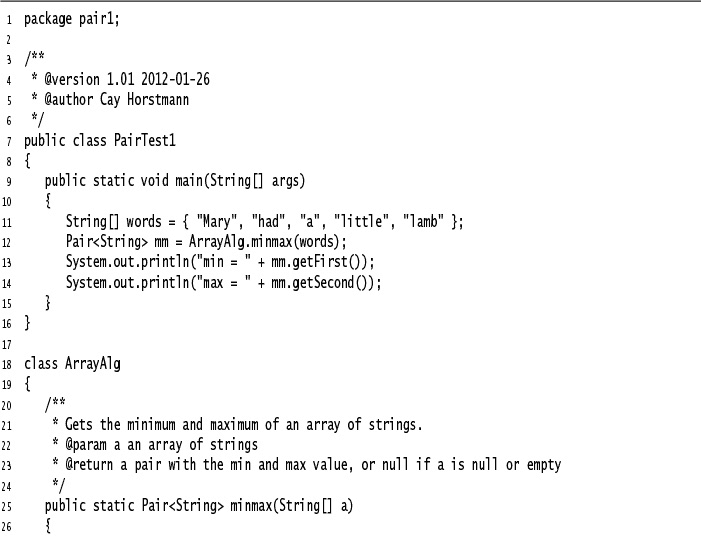 1 package pair1;
2
3 /**
4  * @version 1.01 2012-01-26
5  * @author Cay Horstmann
6  */
7 public class PairTest1
8 {
9    public static void main(String[] args)
10    {
11       String[] words = { "Mary", "had", "a", "little", "lamb" };
12       Pair<String> mm = ArrayAlg.minmax(words);
13       System.out.println("min = " + mm.getFirst());
14       System.out.println("max = " + mm.getSecond());
15    }
16 }
17
18 class ArrayAlg
19 {
20    /**
21     * Gets the minimum and maximum of an array of strings.
22     * @param a an array of strings
23     * @return a pair with the min and max value, or null if a is null or empty
24     */
25    public static Pair<String> minmax(String[] a)
26    {